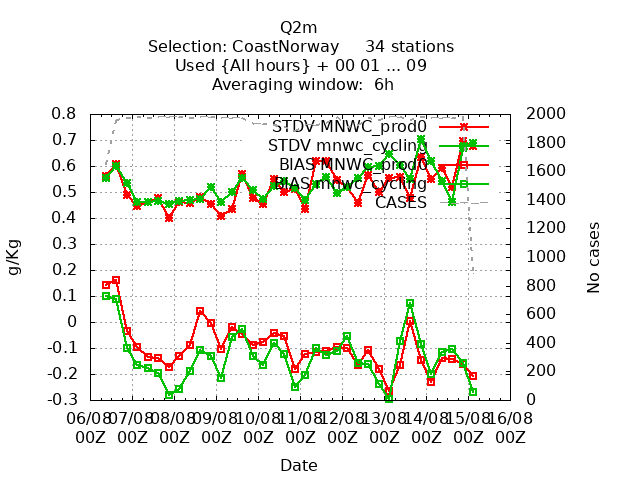 Q2m
Selection: CoastNorway     34 stations
Used {All hours} + 00 01 ... 09
Averaging window:  6h
0.8
0.7
0.6
0.5
0.4
0.3
0.2
0.1
0
-0.1
-0.2
-0.3
g/Kg
STDV MNWC_prod0
STDV mnwc_cycling
BIAS MNWC_prod0
BIAS mnwc_cycling
CASES
2000
1800
1600
1400
1200
1000
800
600
400
200
0
No cases
06/08 07/08 08/08 09/08 10/08 11/08 12/08 13/08 14/08 15/08 16/08
00Z 00Z 00Z 00Z 00Z 00Z 00Z 00Z 00Z 00Z 00Z
Date